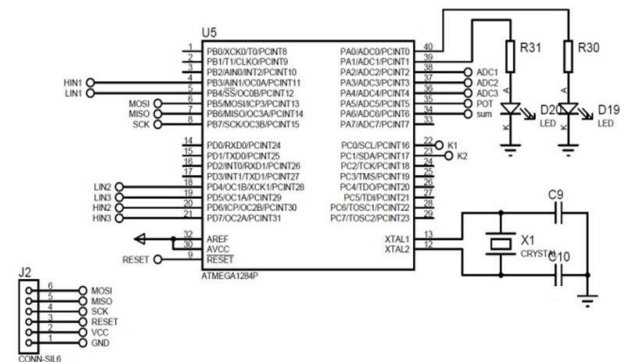 U5
1 PB0/XCK0/T0/PCINT8 PA0/ADC0/PCINT0 40
2 PB1/T1/CLKO/PCINT9 PA1/ADC1/PCINT1 39
3 PB2/AIN0/INT2/PCINT10 PA2/ADC2/PCINT2 38 ADC1
HIN1 4 PB3/AIN1/OC0A/PCINT11 PA3/ADC3/PCINT3 37 ADC2
LIN1 5 PB4/SS/OC0B/PCINT12 PA4/ADC4/PCINT4 36 ADC3
MOSI 6 PB5/MOSI/ICP3/PCINT13 PA5/ADC5/PCINT5 35 POT
MISO 7 PB6/MISO/OC3A/PCINT14 PA6/ADC6/PCINT6 34 sum
SCK 8 PB7/SCK/OC3B/PCINT15 PA7/ADC7/PCINT7 33
R31 R30
A A
D20 D19
LED LED
K K
14 PD0/RXD0/PCINT24 PC0/SCL/PCINT16 22 K1
15 PD1/TXD0/PCINT25 PC1/SDA/PCINT17 23 K2
16 PD2/INT0/RXD1/PCINT26 PC2/TCK/PCINT18 24
17 PD3/INT1/TXD1/PCINT27 PC3/TMS/PCINT19 25
LIN2 18 PD4/OC1B/XCK1/PCINT28 PC4/TDO/PCINT20 26
LIN3 19 PD5/OC1A/PCINT29 PC5/TDI/PCINT21 27
HIN2 20 PD6/ICP/OC2B/PCINT30 PC6/TOSC1/PCINT22 28
HIN3 21 PD7/OC2A/PCINT31 PC7/TOSC2/PCINT23 29
32 AREF XTAL1 13
30 AVCC XTAL2 12
RESET 9 RESET
ATMEGA1284P
C9
X1
CRYSTAL
C10
J2
6 MOSI
5 MISO
4 SCK
3 RESET
2 VCC
1 GND
CONN-SIL6